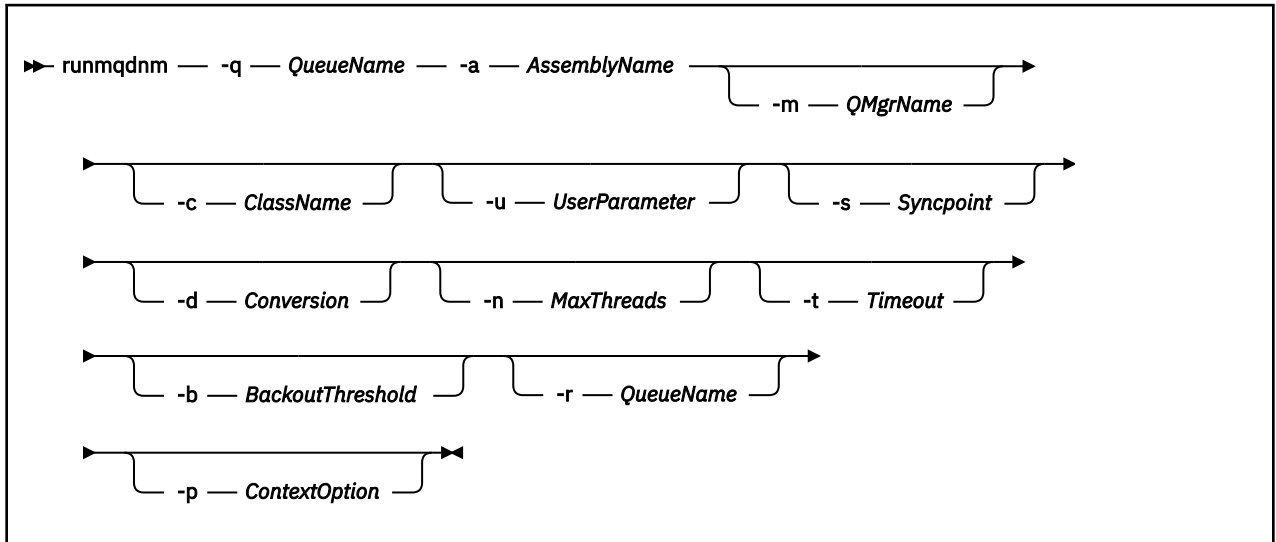 runmqdnm -q QueueName -a AssemblyName
-m QMgrName
-c ClassName -u UserParameter -s Syncpoint
-d Conversion -n MaxThreads -t Timeout
-b BackoutThreshold -r QueueName
-p ContextOption